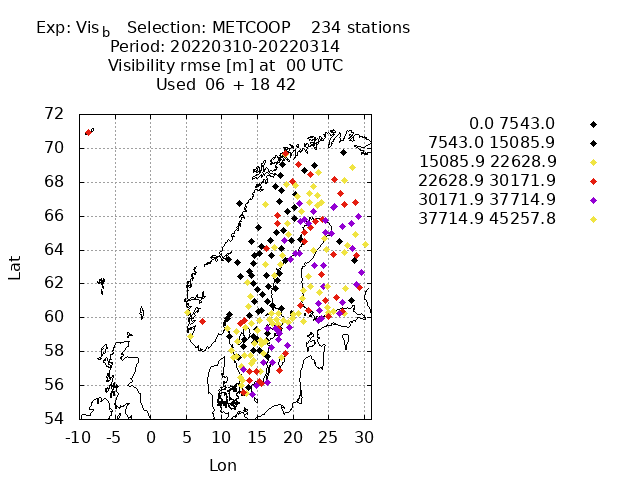 Exp: Vis_b Selection: METCOOP 234 stations
Period: 20220310-20220314
Visibility rmse [m] at 00 UTC
Used 06 + 18 42
0.0 7543.0
7543.0 15085.9
15085.9 22628.9
22628.9 30171.9
30171.9 37714.9
37714.9 45257.8
72
70
68
66
64
62
60
58
56
54
Lat
-10 -5 0 5 10 15 20 25 30
Lon